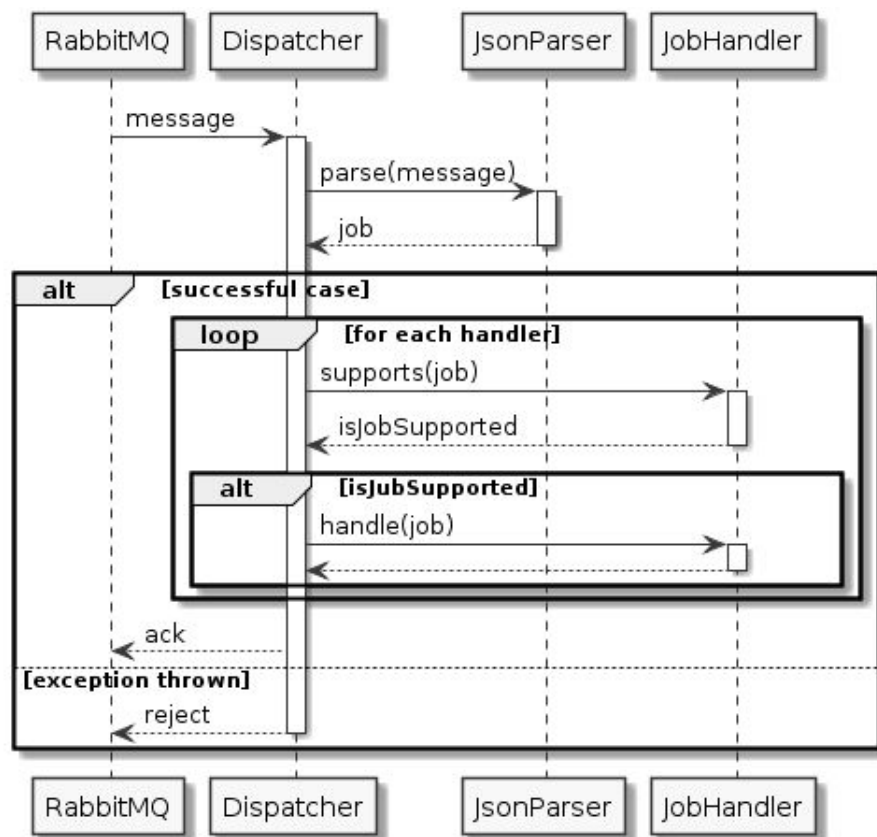 RabbitMQ Dispatcher JsonParser JobHandler
message
parse(message)
job
alt [successful case]
loop [for each handler]
supports(job)
isJobSupported
alt [isJubSupported]
handle(job)
ack
[exception thrown]
reject
RabbitMQ Dispatcher JsonParser JobHandler